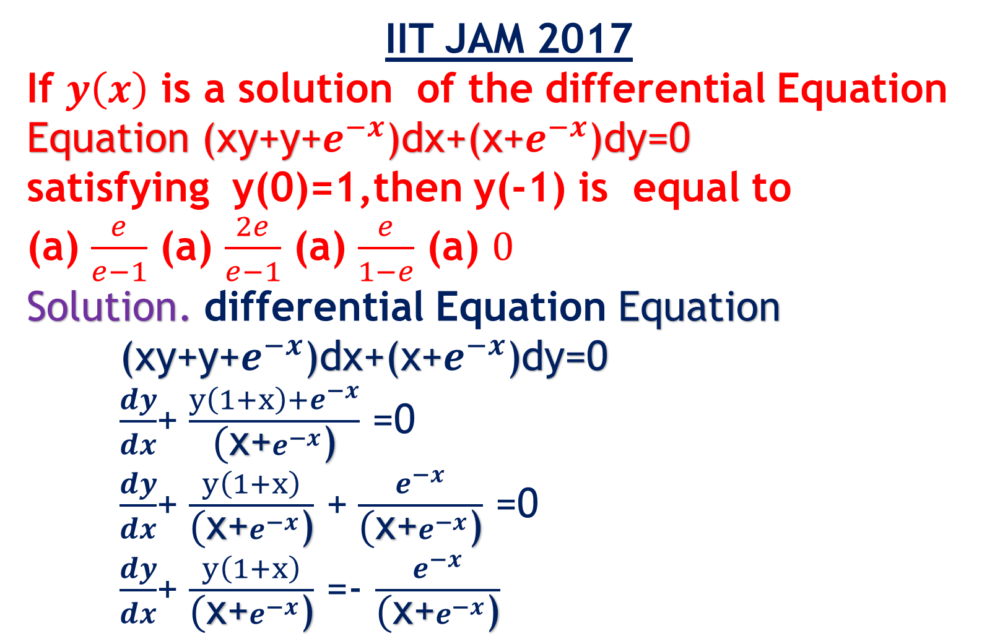 IIT JAM 2017
If y(x) is a solution of the differential Equation
Equation (xy+y+e^{-x})dx+(x+e^{-x})dy=0
satisfying y(0)=1,then y(-1) is equal to
(a) \frac{e}{e-1} (a) \frac{2e}{e-1} (a) \frac{e}{1-e} (a) 0
Solution. differential Equation Equation
(xy+y+e^{-x})dx+(x+e^{-x})dy=0
\frac{dy}{dx}+ \frac{y(1+x)+e^{-x}}{(x+e^{-x})} =0
\frac{dy}{dx}+ \frac{y(1+x)}{(x+e^{-x})} + \frac{e^{-x}}{(x+e^{-x})} =0
\frac{dy}{dx}+ \frac{y(1+x)}{(x+e^{-x})} =- \frac{e^{-x}}{(x+e^{-x})}